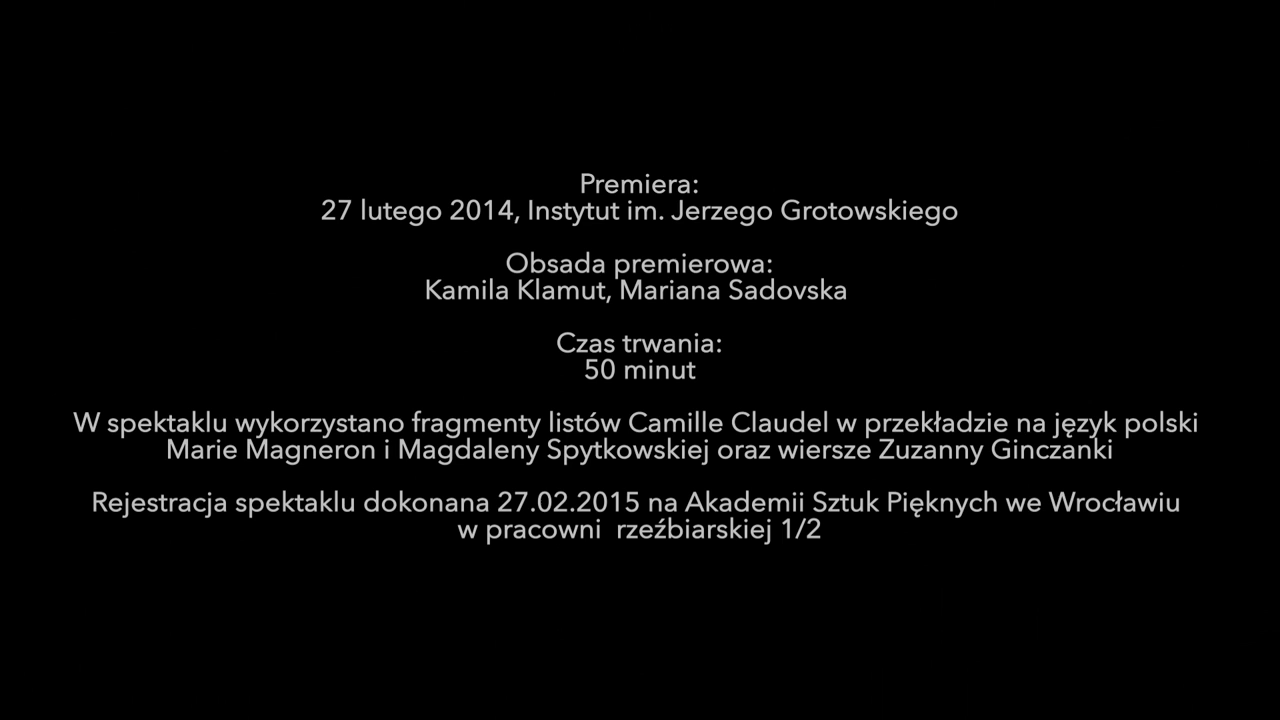 Premiera:
27 lutego 2014, Instytut im. Jerzego Grotowskiego
Obsada premierowa:
Kamila Klamut, Mariana Sadovska
Czas trwania:
50 minut
W spektaklu wykorzystano fragmenty listów Camille Claudel w przekładzie na język polski
Marie Magneron i Magdaleny Spytkowskiej oraz wiersze Zuzanny Ginczanki
Rejestracja spektaklu dokonana 27.02.2015 na Akademii Sztuk Pięknych we Wrocławiu
w pracowni  rzeźbiarskiej 1/2